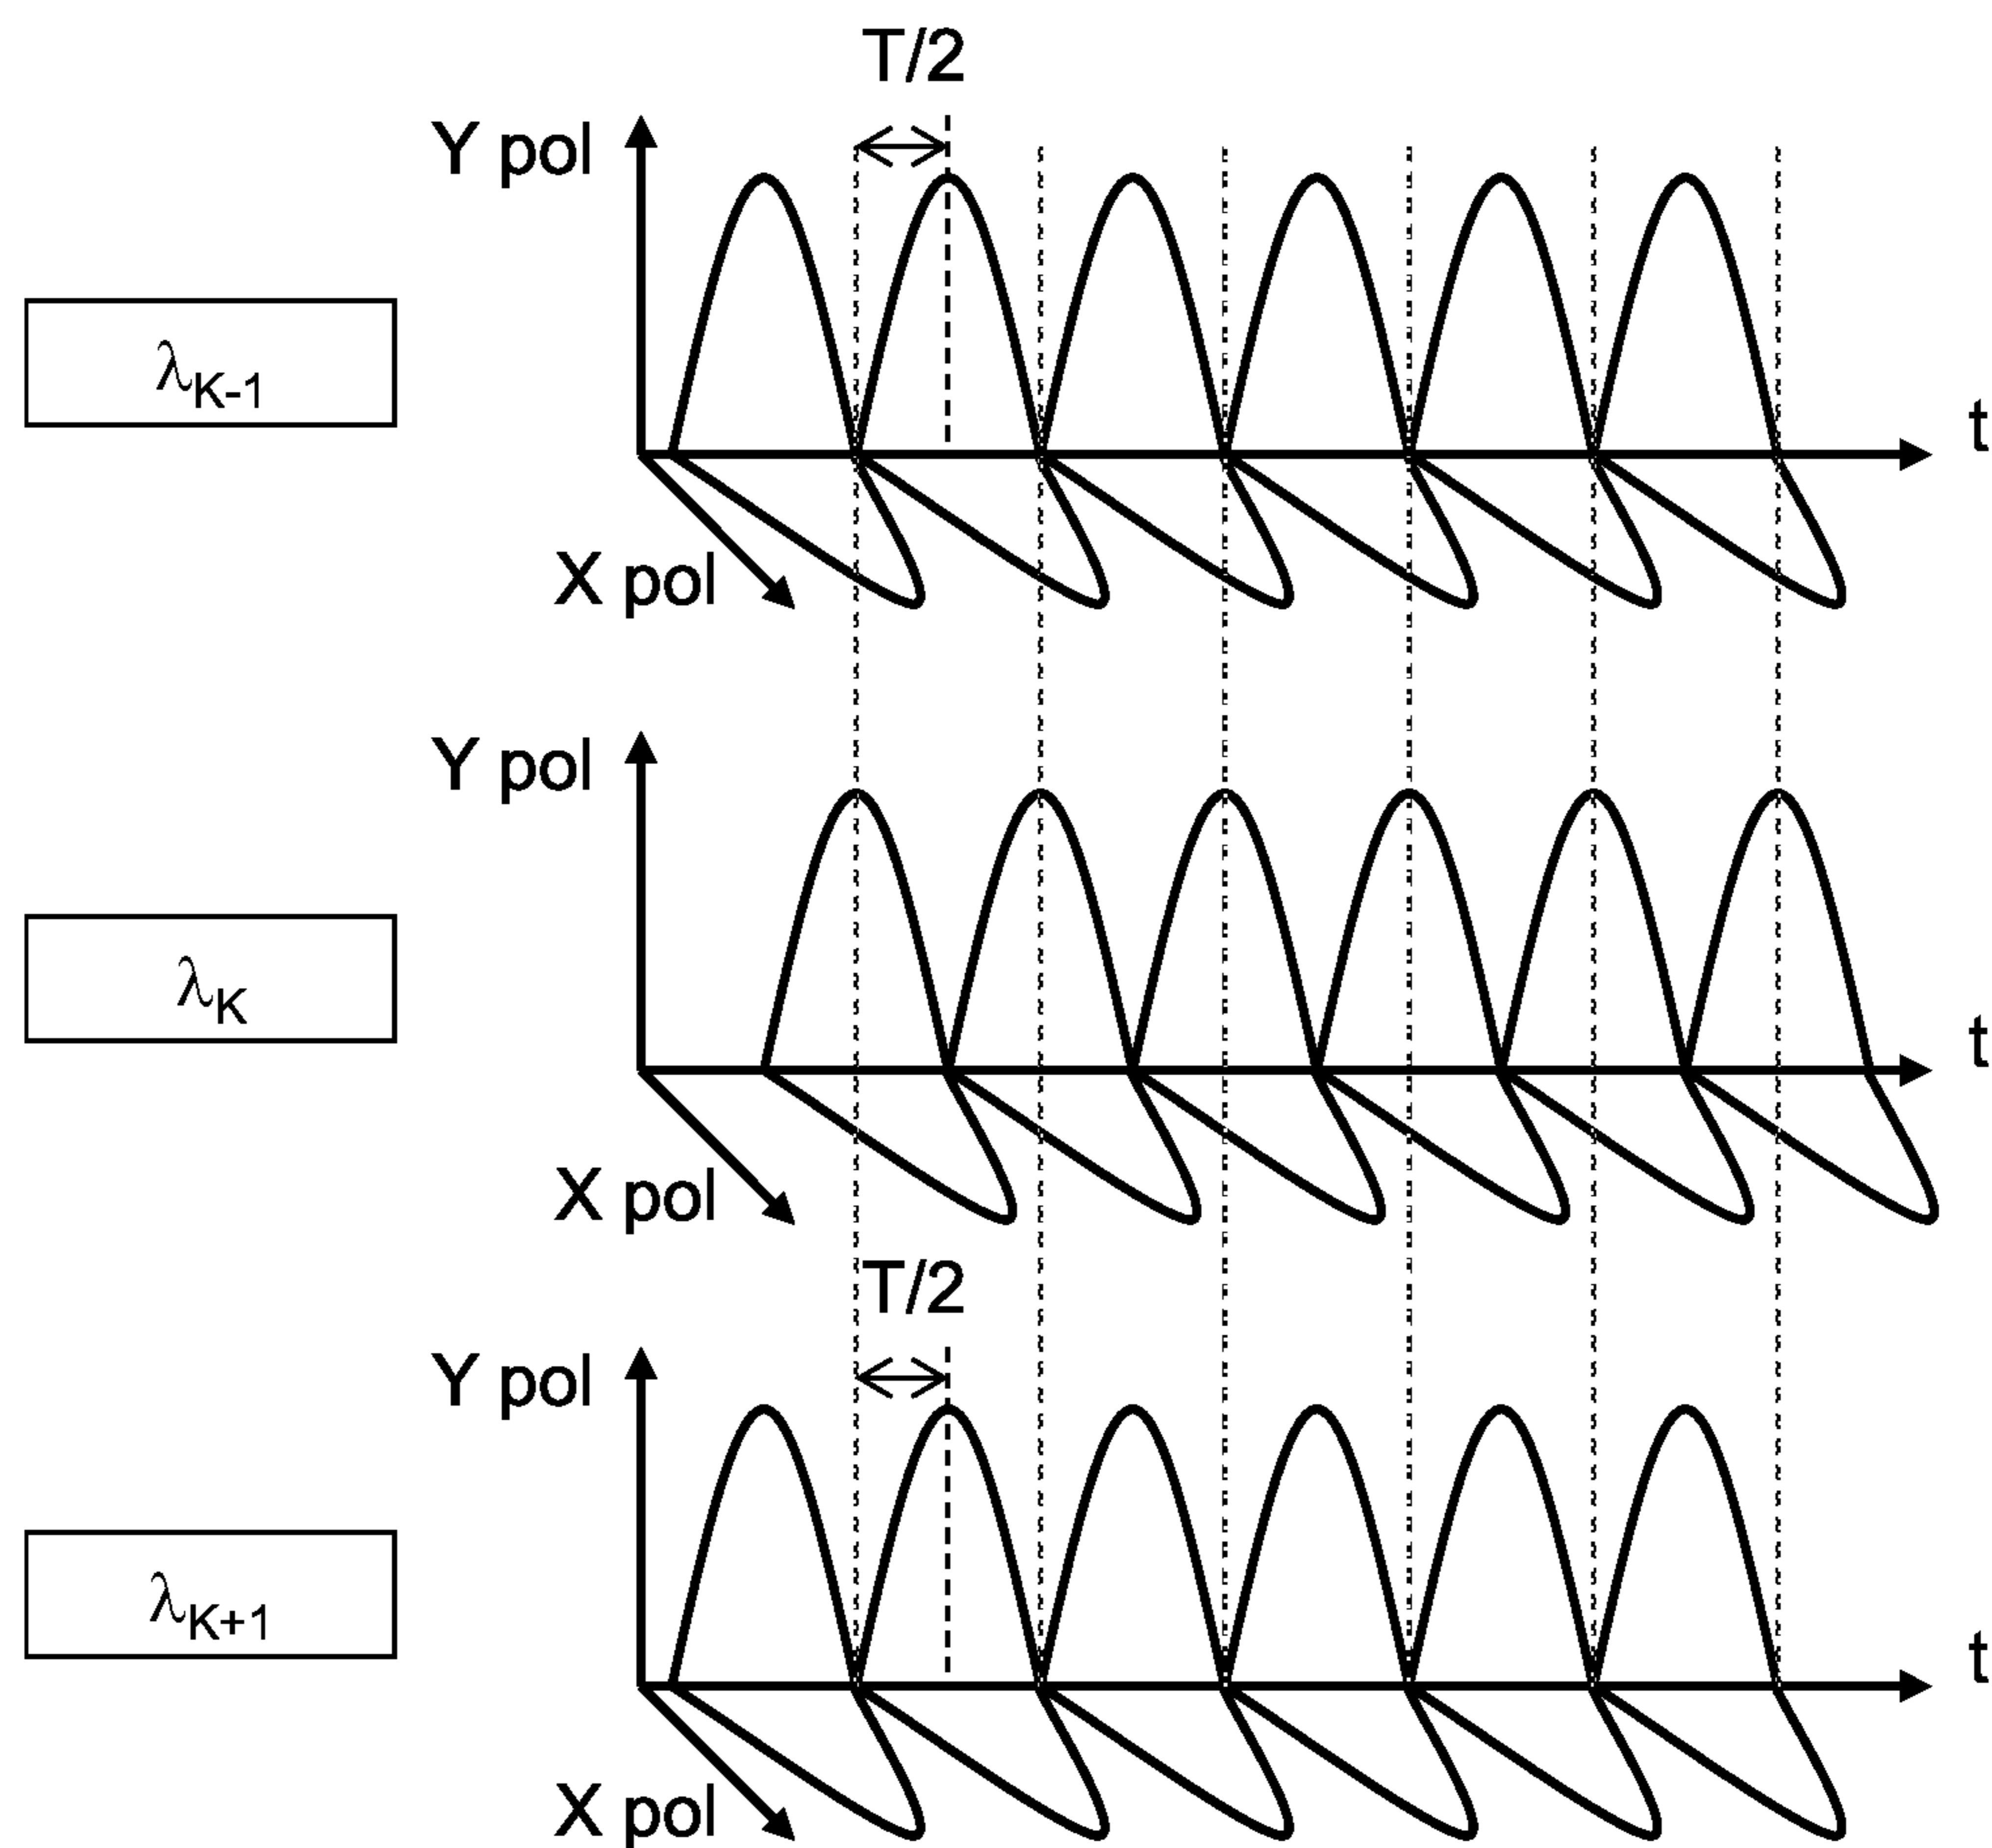 T/2
Y pol
λK-1
t
X pol
Y pol
λK
t
X pol
T/2
Y pol
λK+1
t
X pol